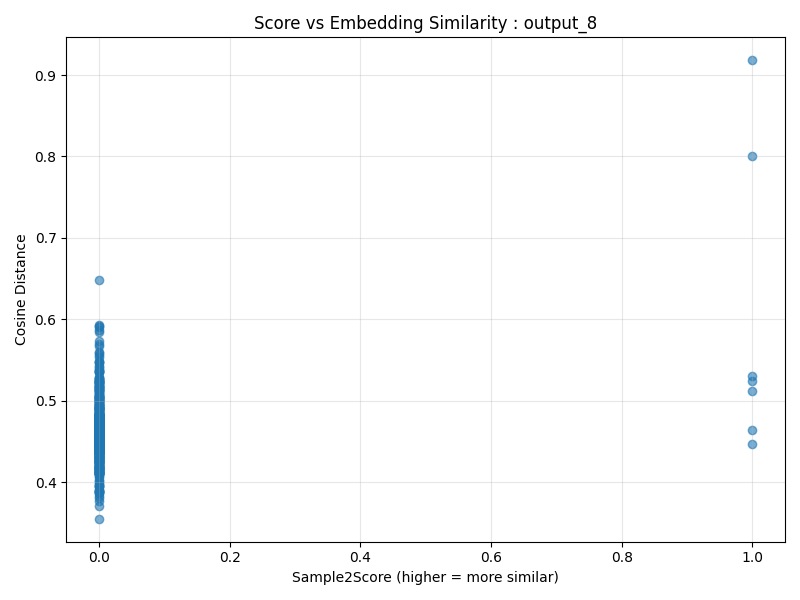 Score vs Embedding Similarity : output_8
0.9
0.8
0.7
0.6
0.5
0.4
Cosine Distance
0.0 0.2 0.4 0.6 0.8 1.0
Sample2Score (higher = more similar)